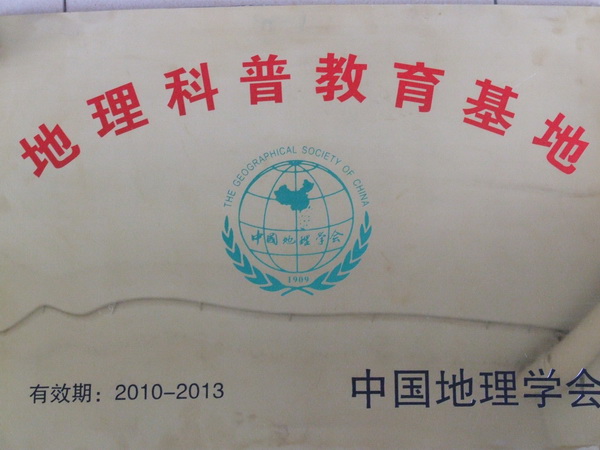 地理科普教育基地
THE GEOGRAPHICAL SOCIETY OF CHINA
中国地理学会
1909
有效期：2010-2013
中国地理学会